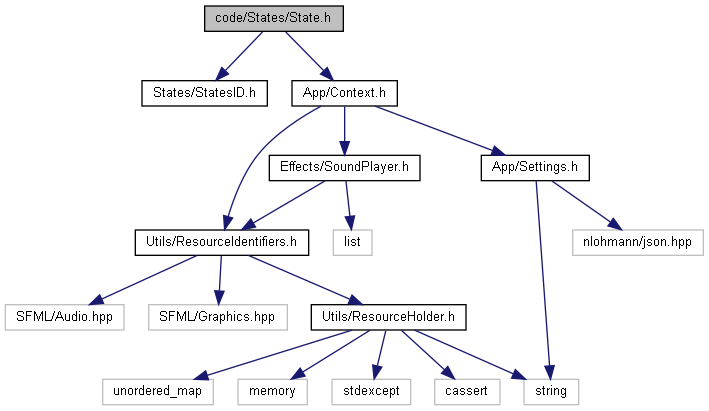 code/States/State.h
States/StatesID.h
App/Context.h
Effects/SoundPlayer.h
App/Settings.h
Utils/ResourceIdentifiers.h
list
nlohmann/json.hpp
SFML/Audio.hpp
SFML/Graphics.hpp
Utils/ResourceHolder.h
unordered_map
memory
stdexcept
cassert
string